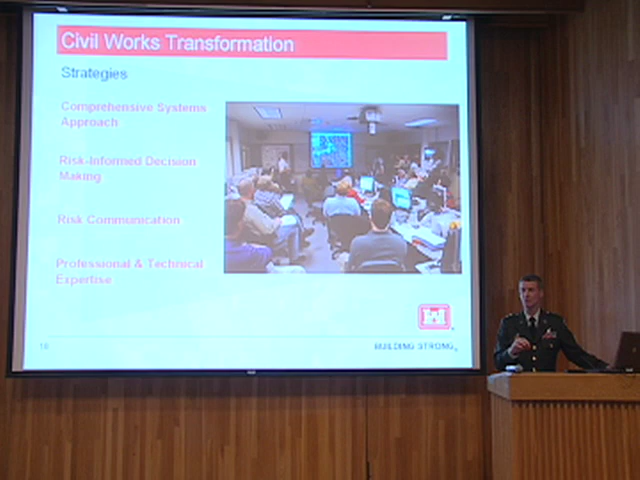 Civil Works Transformation
Strategies
Comprehensive Systems
Approach
Risk-Informed Decision
Making
Risk Communication
Professional & Technical
Expertise
BUILDING STRONG